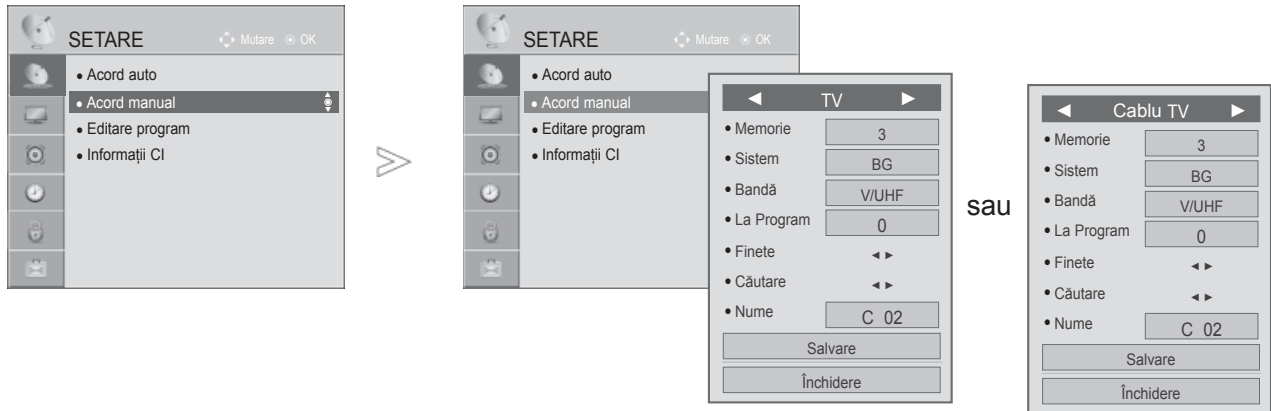 SETARE
Mutare OK
• Acord auto
• Acord manual
• Editare program
• Informații CI
SETARE
Mutare OK
• Acord auto
• Acord manual
• Editare program
• Informații CI
◄ TV ►
• Memorie 3
• Sistem BG
• Bandă V/UHF
• La Program 0
• Finete ◄ ►
• Căutare ◄ ►
• Nume C 02
Salvare
Închidere
sau
◄ Cablu TV ►
• Memorie 3
• Sistem BG
• Bandă V/UHF
• La Program 0
• Finete ◄ ►
• Căutare ◄ ►
• Nume C 02
Salvare
Închidere